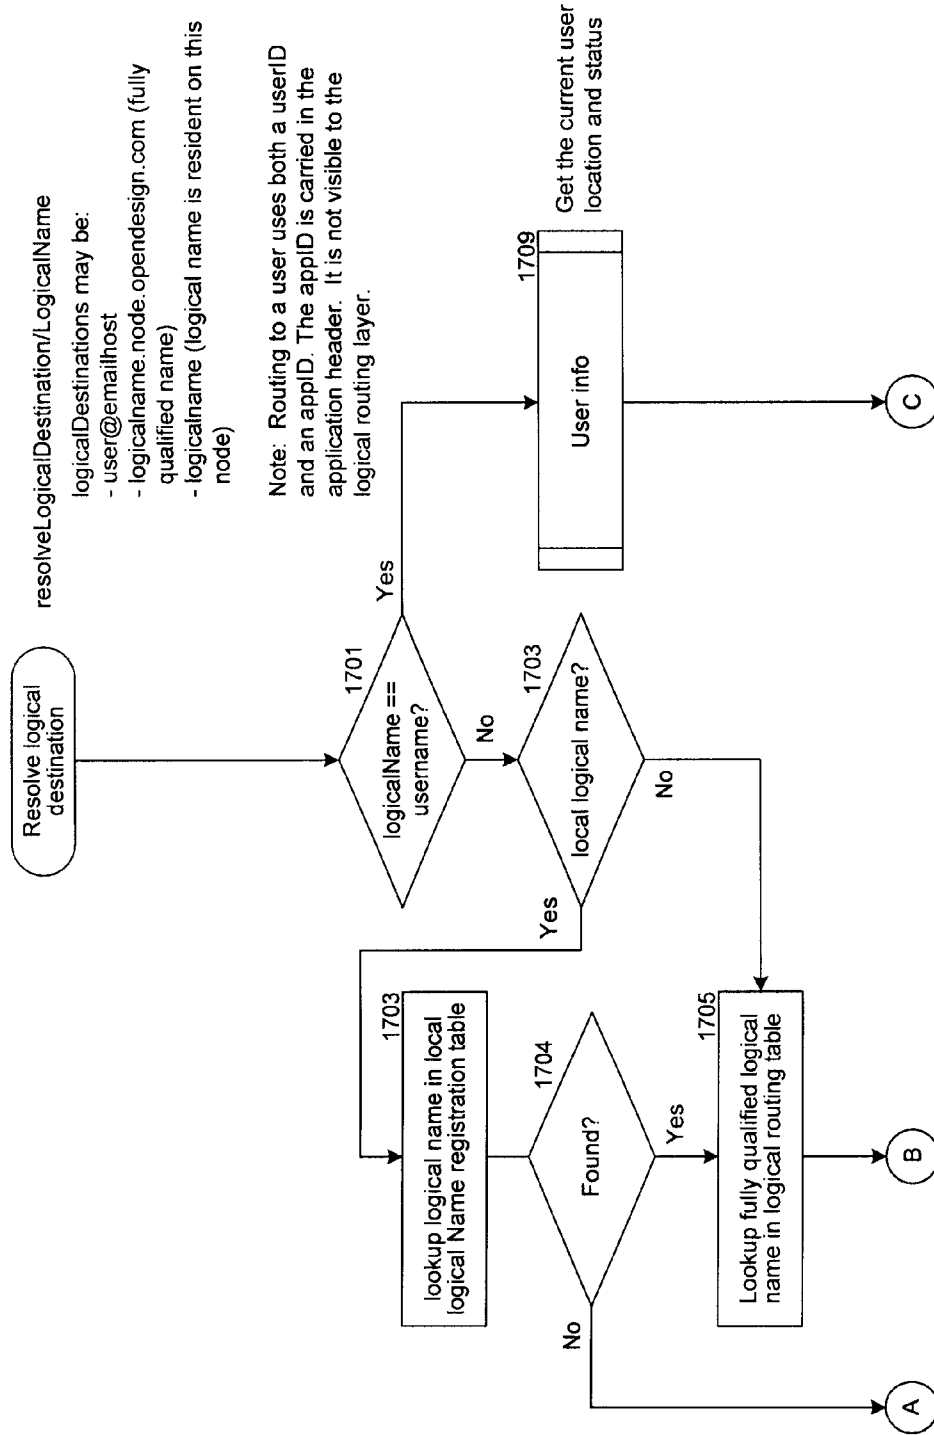 Resolve logical
destination
resolveLogicalDestination/LogicalName
logicalDestinations may be:
- user@emailhost
- logicalname.node.opendesign.com (fully
qualified name)
- logicalname (logical name is resident on this
node)
Note: Routing to a user uses both a userID
and an appID. The appID is carried in the
application header. It is not visible to the
logical routing layer.
1701
logicalName ==
username?
Yes
No
1709
User info
Get the current user
location and status
1703
local logical name?
Yes
No
1703
lookup logical name in local
logical Name registration table
1704
Found?
No
Yes
1705
Lookup fully qualified logical
name in logical routing table
A
B
C